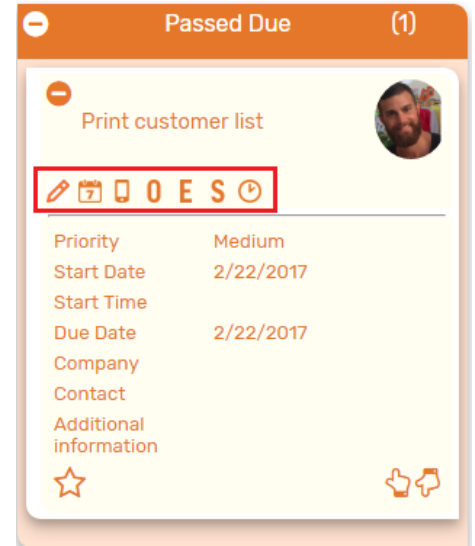 Passed Due (1)
Print customer list
7 O E S
Priority Medium
Start Date 2/22/2017
Start Time
Due Date 2/22/2017
Company
Contact
Additional
information